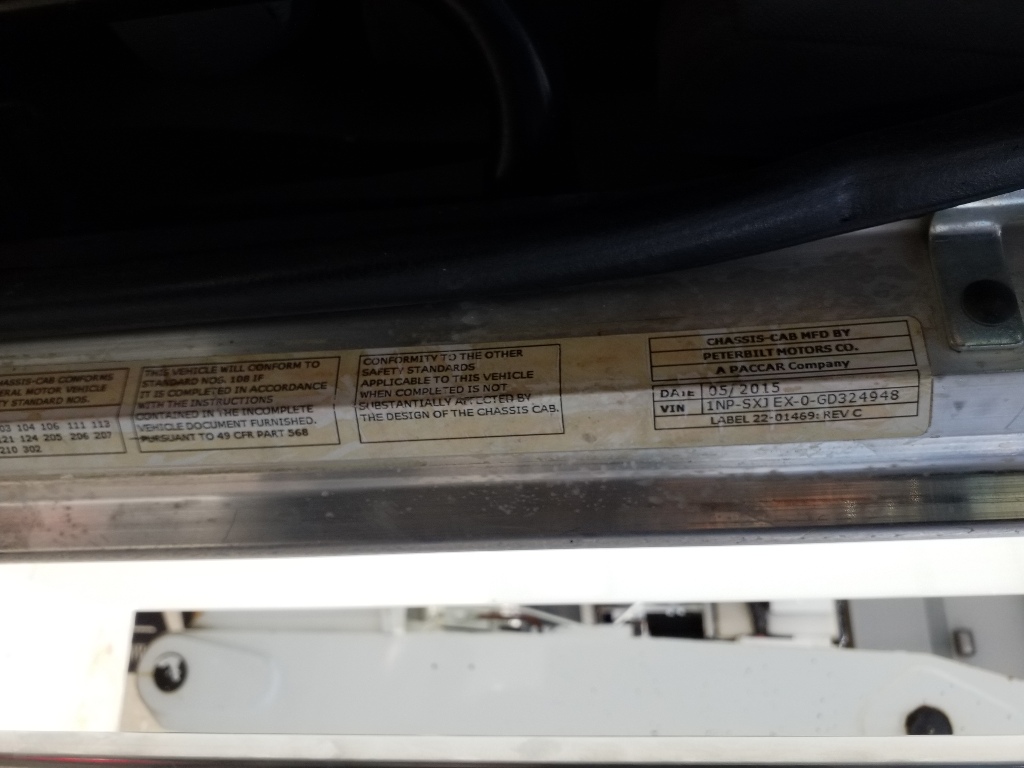 HASSIS-CAB CONFORMS
ERAL MOTOR VEHICLE
TY STANDARD NOS.
03 104 106 111 113
121 124 205 206 207
210 302
THIS VEHICLE WILL CONFORM TO
STANDARD NOS. 108 IF
IT IS COMPLETED IN ACCORDANCE
WITH THE INSTRUCTIONS
CONTAINED IN THE INCOMPLETE
VEHICLE DOCUMENT FURNISHED.
PURSUANT TO 49 CFR PART 568
CONFORMITY TO THE OTHER
SAFETY STANDARDS
APPLICABLE TO THIS VEHICLE
WHEN COMPLETED IS NOT
SUBSTANTIALLY AFFECTED BY
THE DESIGN OF THE CHASSIS CAB.
CHASSIS-CAB MFD BY
PETERBILT MOTORS CO.
A PACCAR Company
DATE 05/2015
VIN 1NP-SXJEX-0-GD324948
LABEL 22-01469: REV C